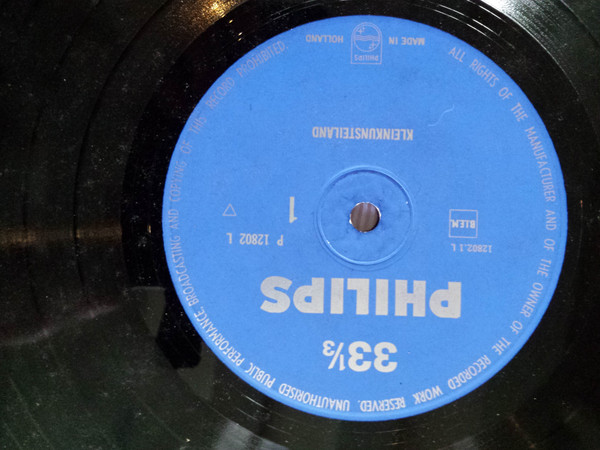 33⅓
PHILIPS
12802.1 L
P 12802 L
BIEM
1
KLEINKUNSTEILAND
MADE IN
PHILIPS
HOLLAND
ALL RIGHTS OF THE MANUFACTURER AND OF THE OWNER OF THE RECORDED WORK RESERVED. UNAUTHORISED PUBLIC PERFORMANCE BROADCASTING AND COPYING OF THIS RECORD PROHIBITED.